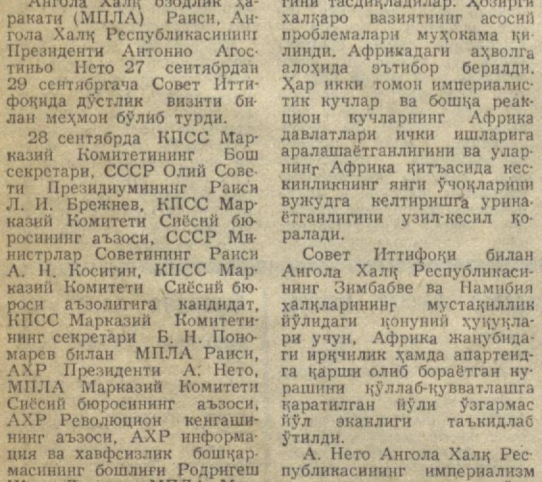 Ангола Халқ озодлик ҳа-
ракати (МПЛА) Раиси, Ан-
гола Халқ Республикасининг
Президенти Антонио Агос-
тиньо Нето 27 сентябрдан
29 сентябргача Совет Итти-
фоқида дўстлик визити би-
лан меҳмон бўлиб турди.
28 сентябрда КПСС Мар-
казий Комитетининг Бош
секретари, СССР Олий Сове-
ти Президиумининг Раиси
Л. И. Брежнев, КПСС Мар-
казий Комитети Сиёсий бю-
росининг аъзоси, СССР Ми-
нистрлар Советининг Раиси
А. Н. Косигин, КПСС Мар-
казий Комитети Сиёсий бю-
роси аъзолигига кандидат,
КПСС Марказий Комитети-
нинг секретари Б. Н. Поно-
марев билан МПЛА Раиси,
АХР Президенти А. Нето,
МПЛА Марказий Комитети
Сиёсий бюросининг аъзоси,
АХР Революцион кенгаши-
нинг аъзоси, АХР информа-
ция ва хавфсизлик бошқар-
масининг бошлиғи Родригеш
гини тасдиқладилар. Ҳозирги
халқаро вазиятнинг асосий
проблемалари муҳокама қи-
линди. Африкадаги аҳволга
алоҳида эътибор берилди.
Ҳар икки томон империалис-
тик кучлар ва бошқа реак-
цион кучларнинг Африка
давлатлари ички ишларига
аралашаётганлигини ва улар-
нинг Африка қитъасида кес-
кинликнинг янги ўчоқларини
вужудга келтиришга урина-
ётганлигини узил-кесил қо-
ралади.
Совет Иттифоқи билан
Ангола Халқ Республикаси-
нинг Зимбабве ва Намибия
халқларининг мустақиллик
йўлидаги қонуний ҳуқуқла-
ри учун, Африка жанубида-
ги ирқчилик ҳамда апартеид-
га қарши олиб бораётган ку-
рашини қўллаб-қувватлашга
қаратилган йўли ўзгармас
йўл эканлиги таъкидлаб
ўтилди.
А. Нето Ангола Халқ Рес-
публикасининг империализм